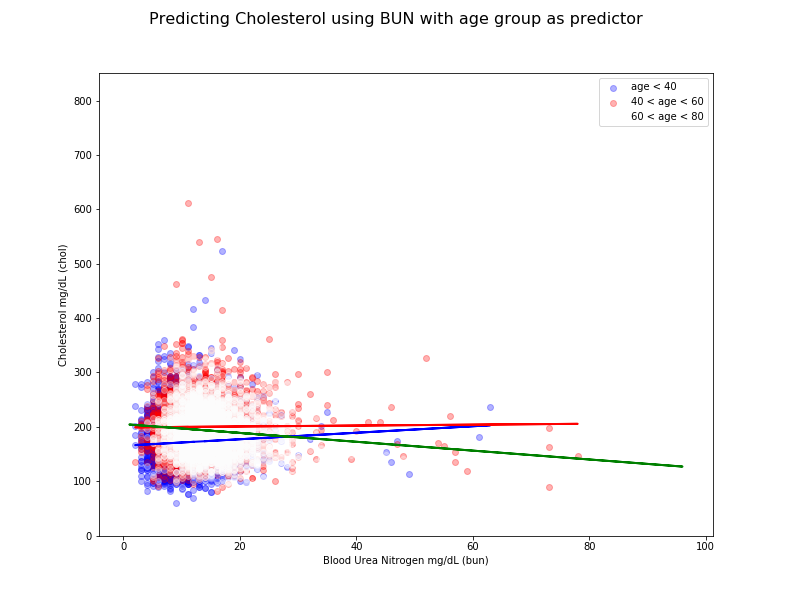 Predicting Cholesterol using BUN with age group as predictor
age < 40
40 < age < 60
60 < age < 80
800
700
600
500
400
300
200
100
0
Cholesterol mg/dL (chol)
0 20 40 60 80 100
Blood Urea Nitrogen mg/dL (bun)